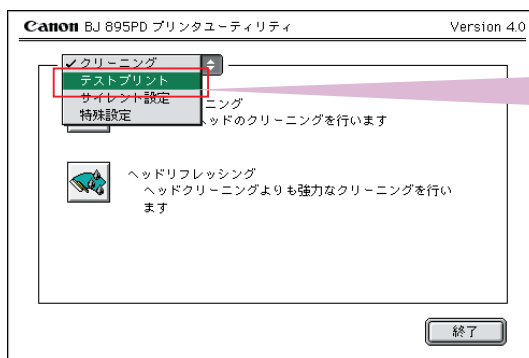 Canon BJ 895PD プリンタユーティリティ
Version 4.0
✓クリーニング
テストプリント
サイレント設定
特殊設定
ニング
ヘッドのクリーニングを行います
ヘッドリフレッシング
ヘッドクリーニングよりも強力なクリーニングを行い
ます
終了